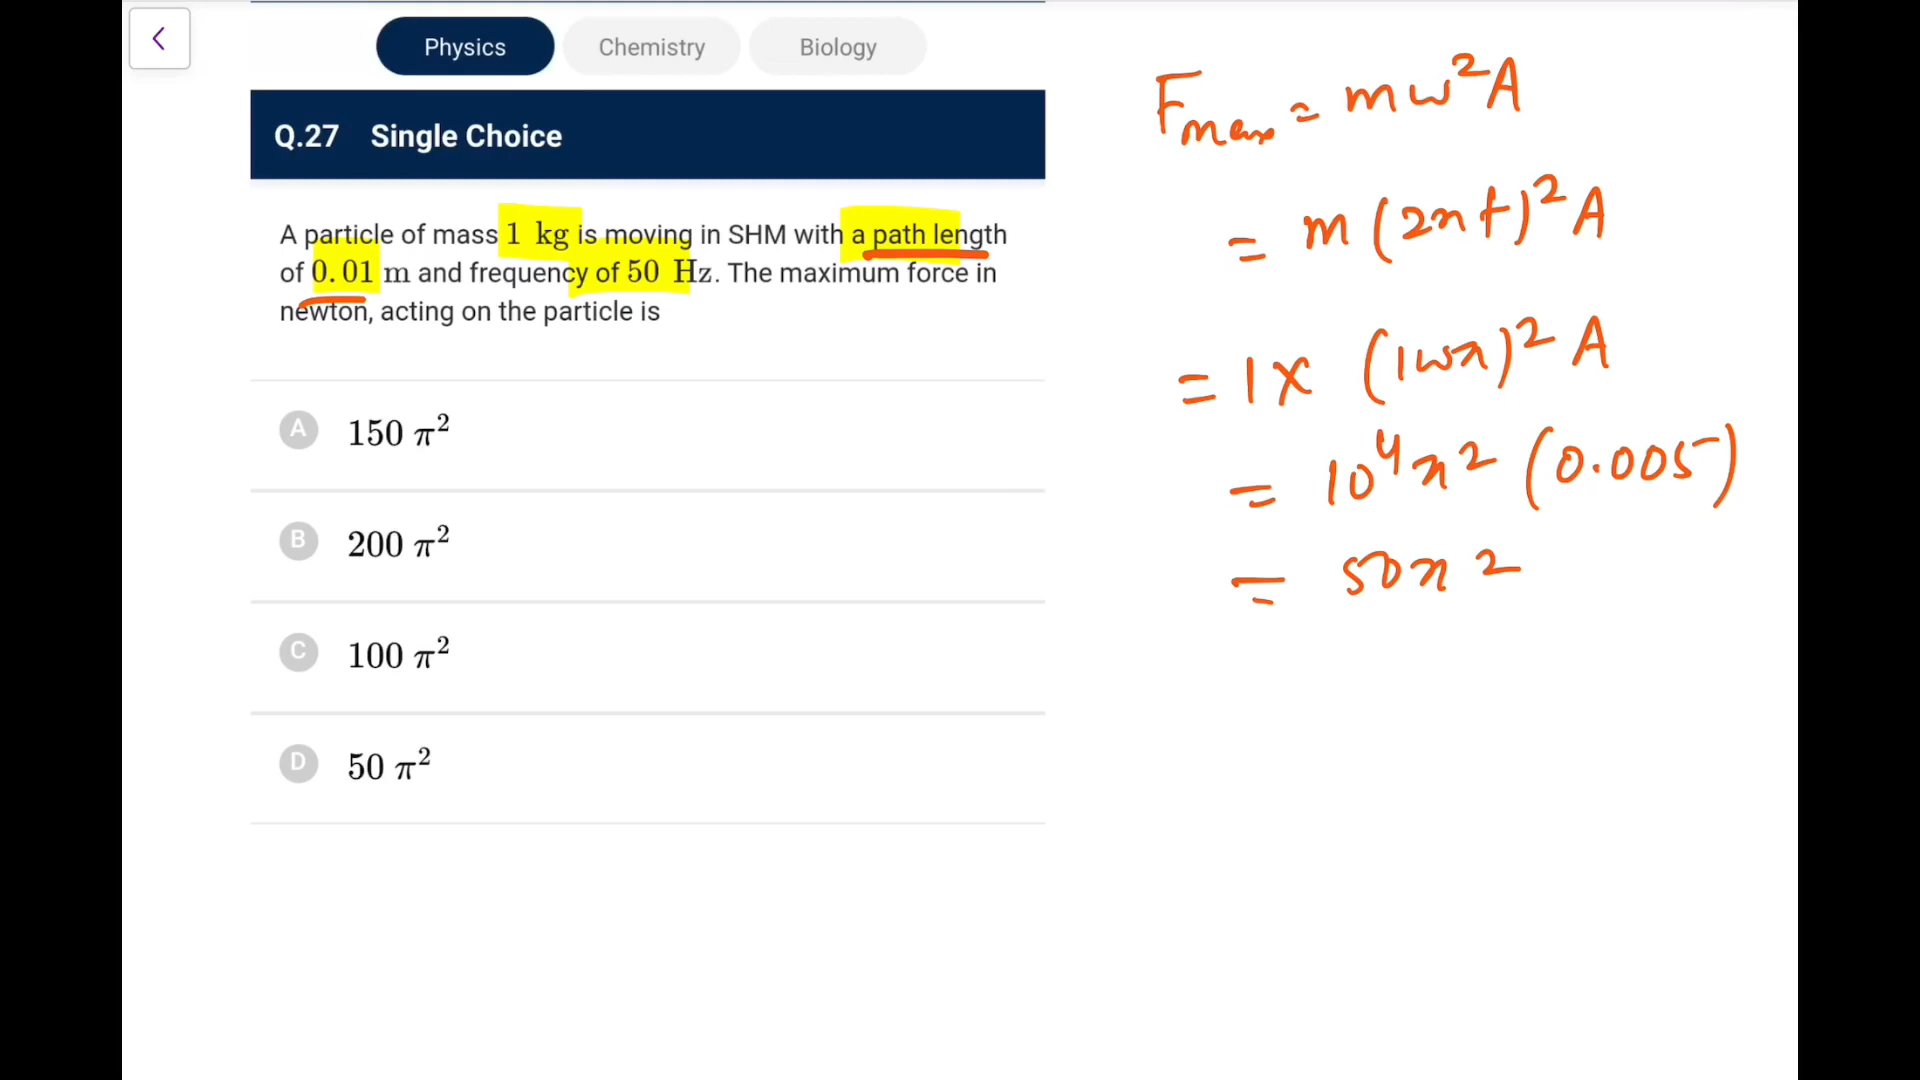 Physics Chemistry Biology
Q.27 Single Choice
A particle of mass 1 kg is moving in SHM with a path length
of 0.01 m and frequency of 50 Hz. The maximum force in
newton, acting on the particle is
A 150 π²
B 200 π²
C 100 π²
D 50 π²
F_max = mω²A
= m(2πf)²A
= 1× (100π)² A
= 10⁴π² (0.005)
= 50π²